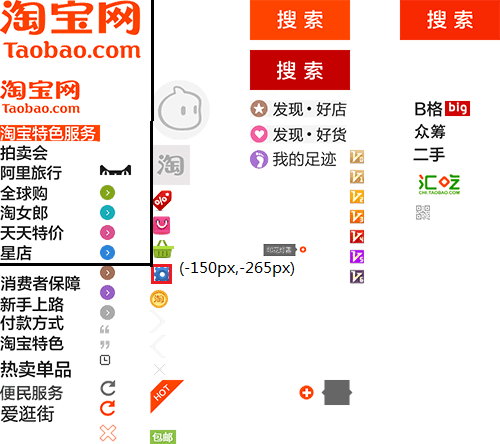 淘宝网
Taobao.com
淘宝网
Taobao.com
淘宝特色服务
拍卖会
阿里旅行
全球购
淘女郎
天天特价
星店
消费者保障
新手上路
付款方式
淘宝特色
热卖单品
便民服务
爱逛街
淘
%
(-150px,-265px)
淘
HOT
包邮
搜索
搜索
发现•好店
发现•好货
我的足迹
搜索
B格big
众筹
二手
汇吃
CHI.TAOBAO.COM